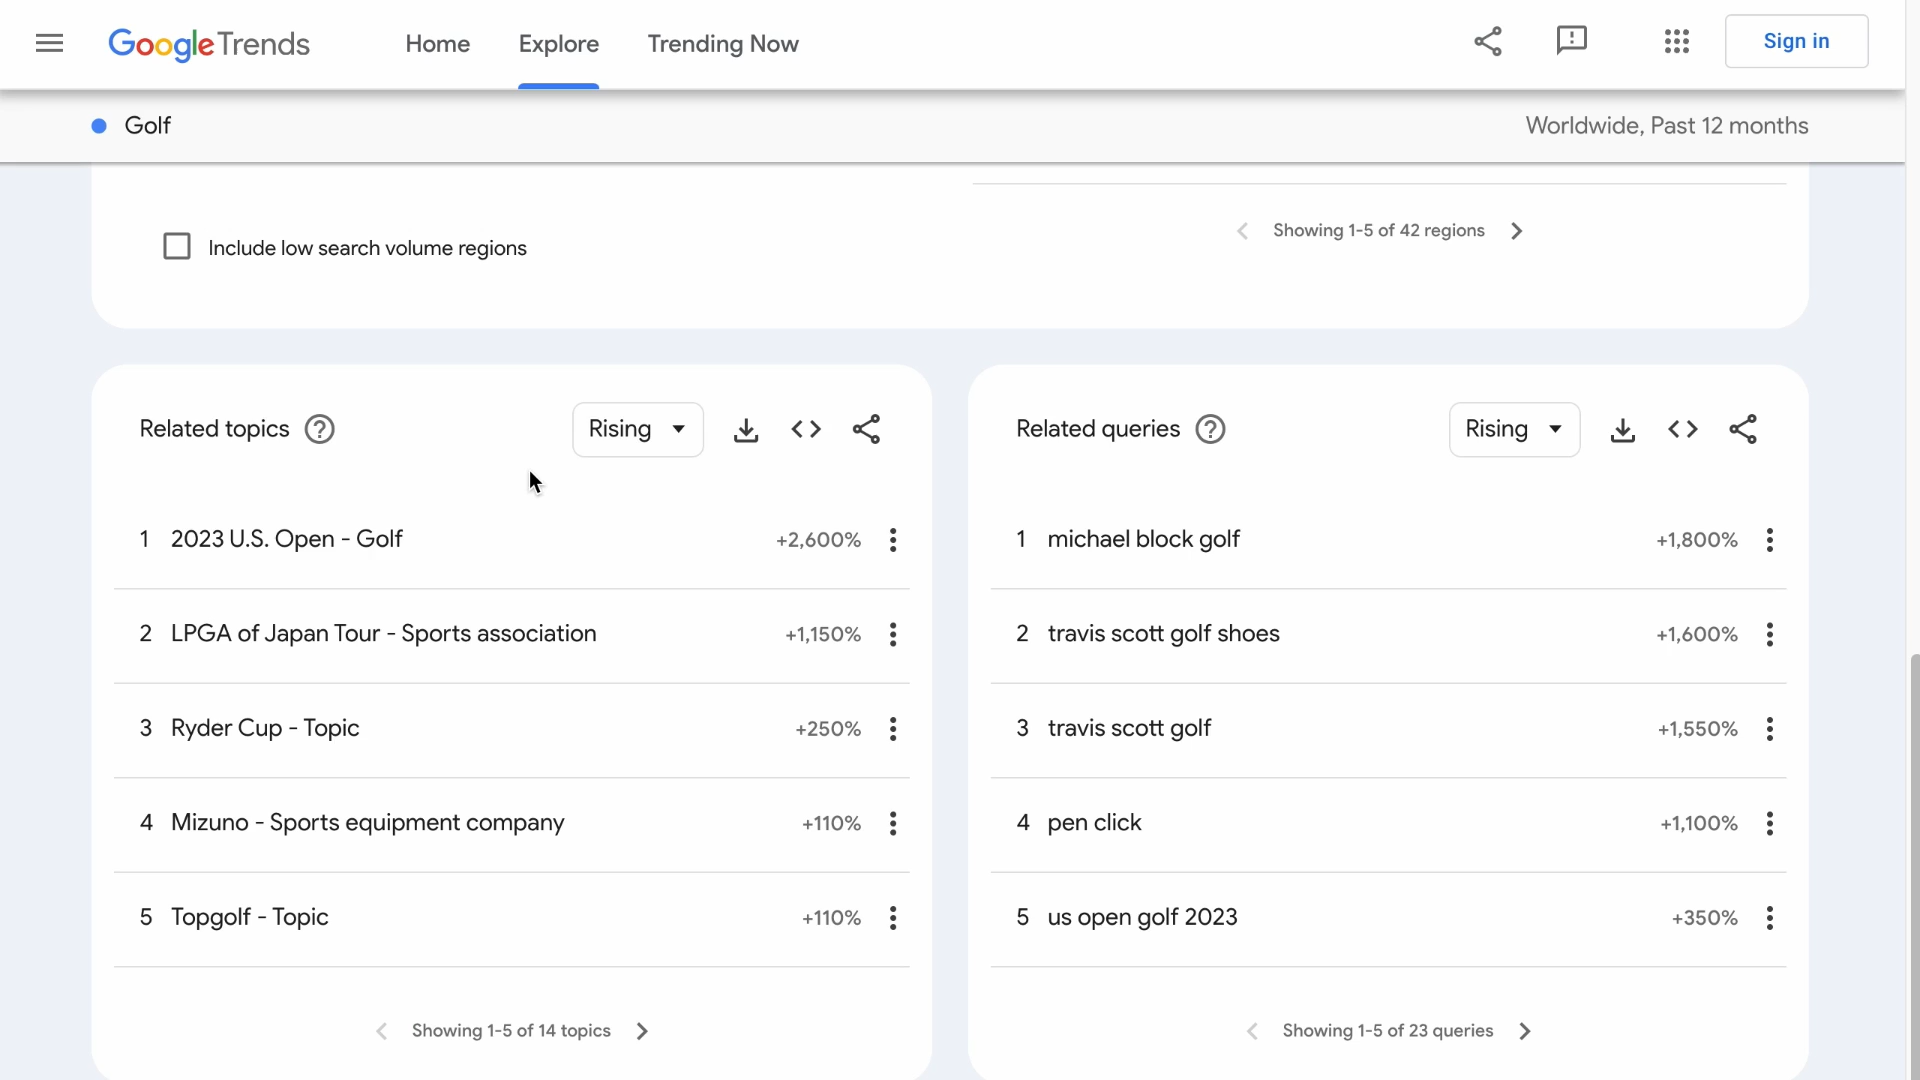 Google Trends Home Explore Trending Now Sign in
Golf Worldwide, Past 12 months
Include low search volume regions
Showing 1-5 of 42 regions
Related topics Rising
1 2023 U.S. Open - Golf +2,600%
2 LPGA of Japan Tour - Sports association +1,150%
3 Ryder Cup - Topic +250%
4 Mizuno - Sports equipment company +110%
5 Topgolf - Topic +110%
Showing 1-5 of 14 topics
Related queries Rising
1 michael block golf +1,800%
2 travis scott golf shoes +1,600%
3 travis scott golf +1,550%
4 pen click +1,100%
5 us open golf 2023 +350%
Showing 1-5 of 23 queries